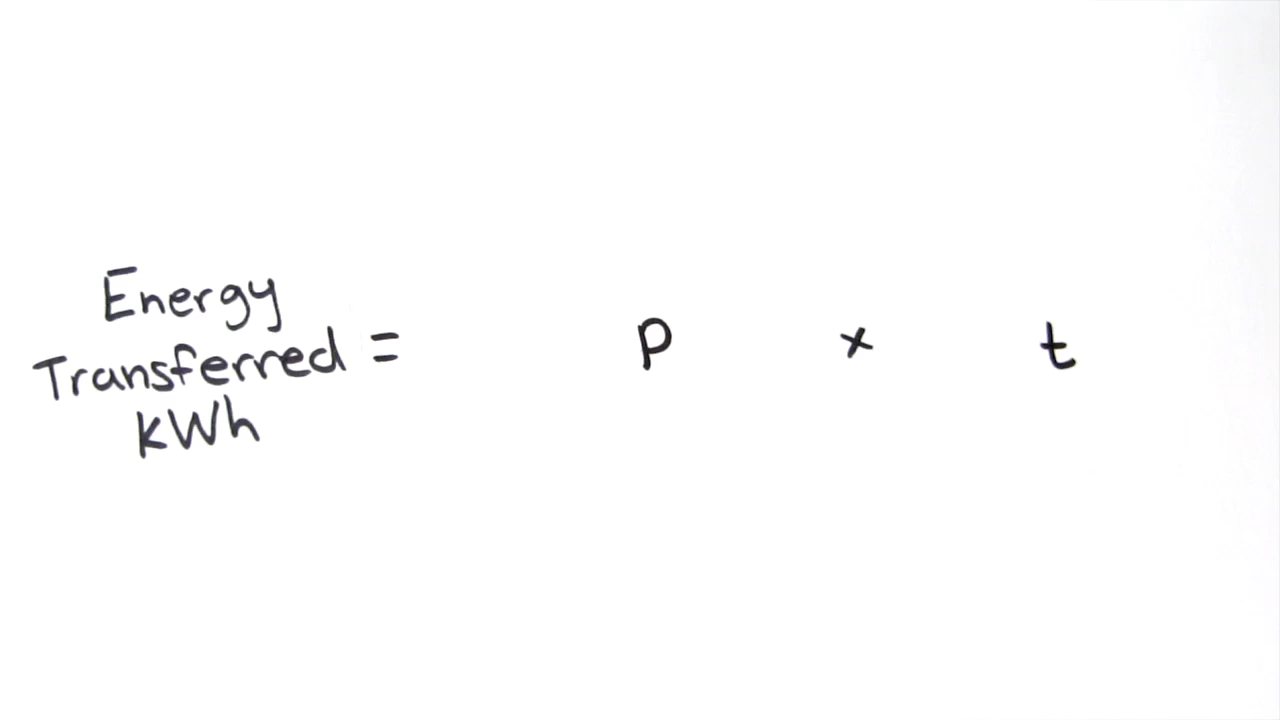 Energy
Transferred = P × t
kWh